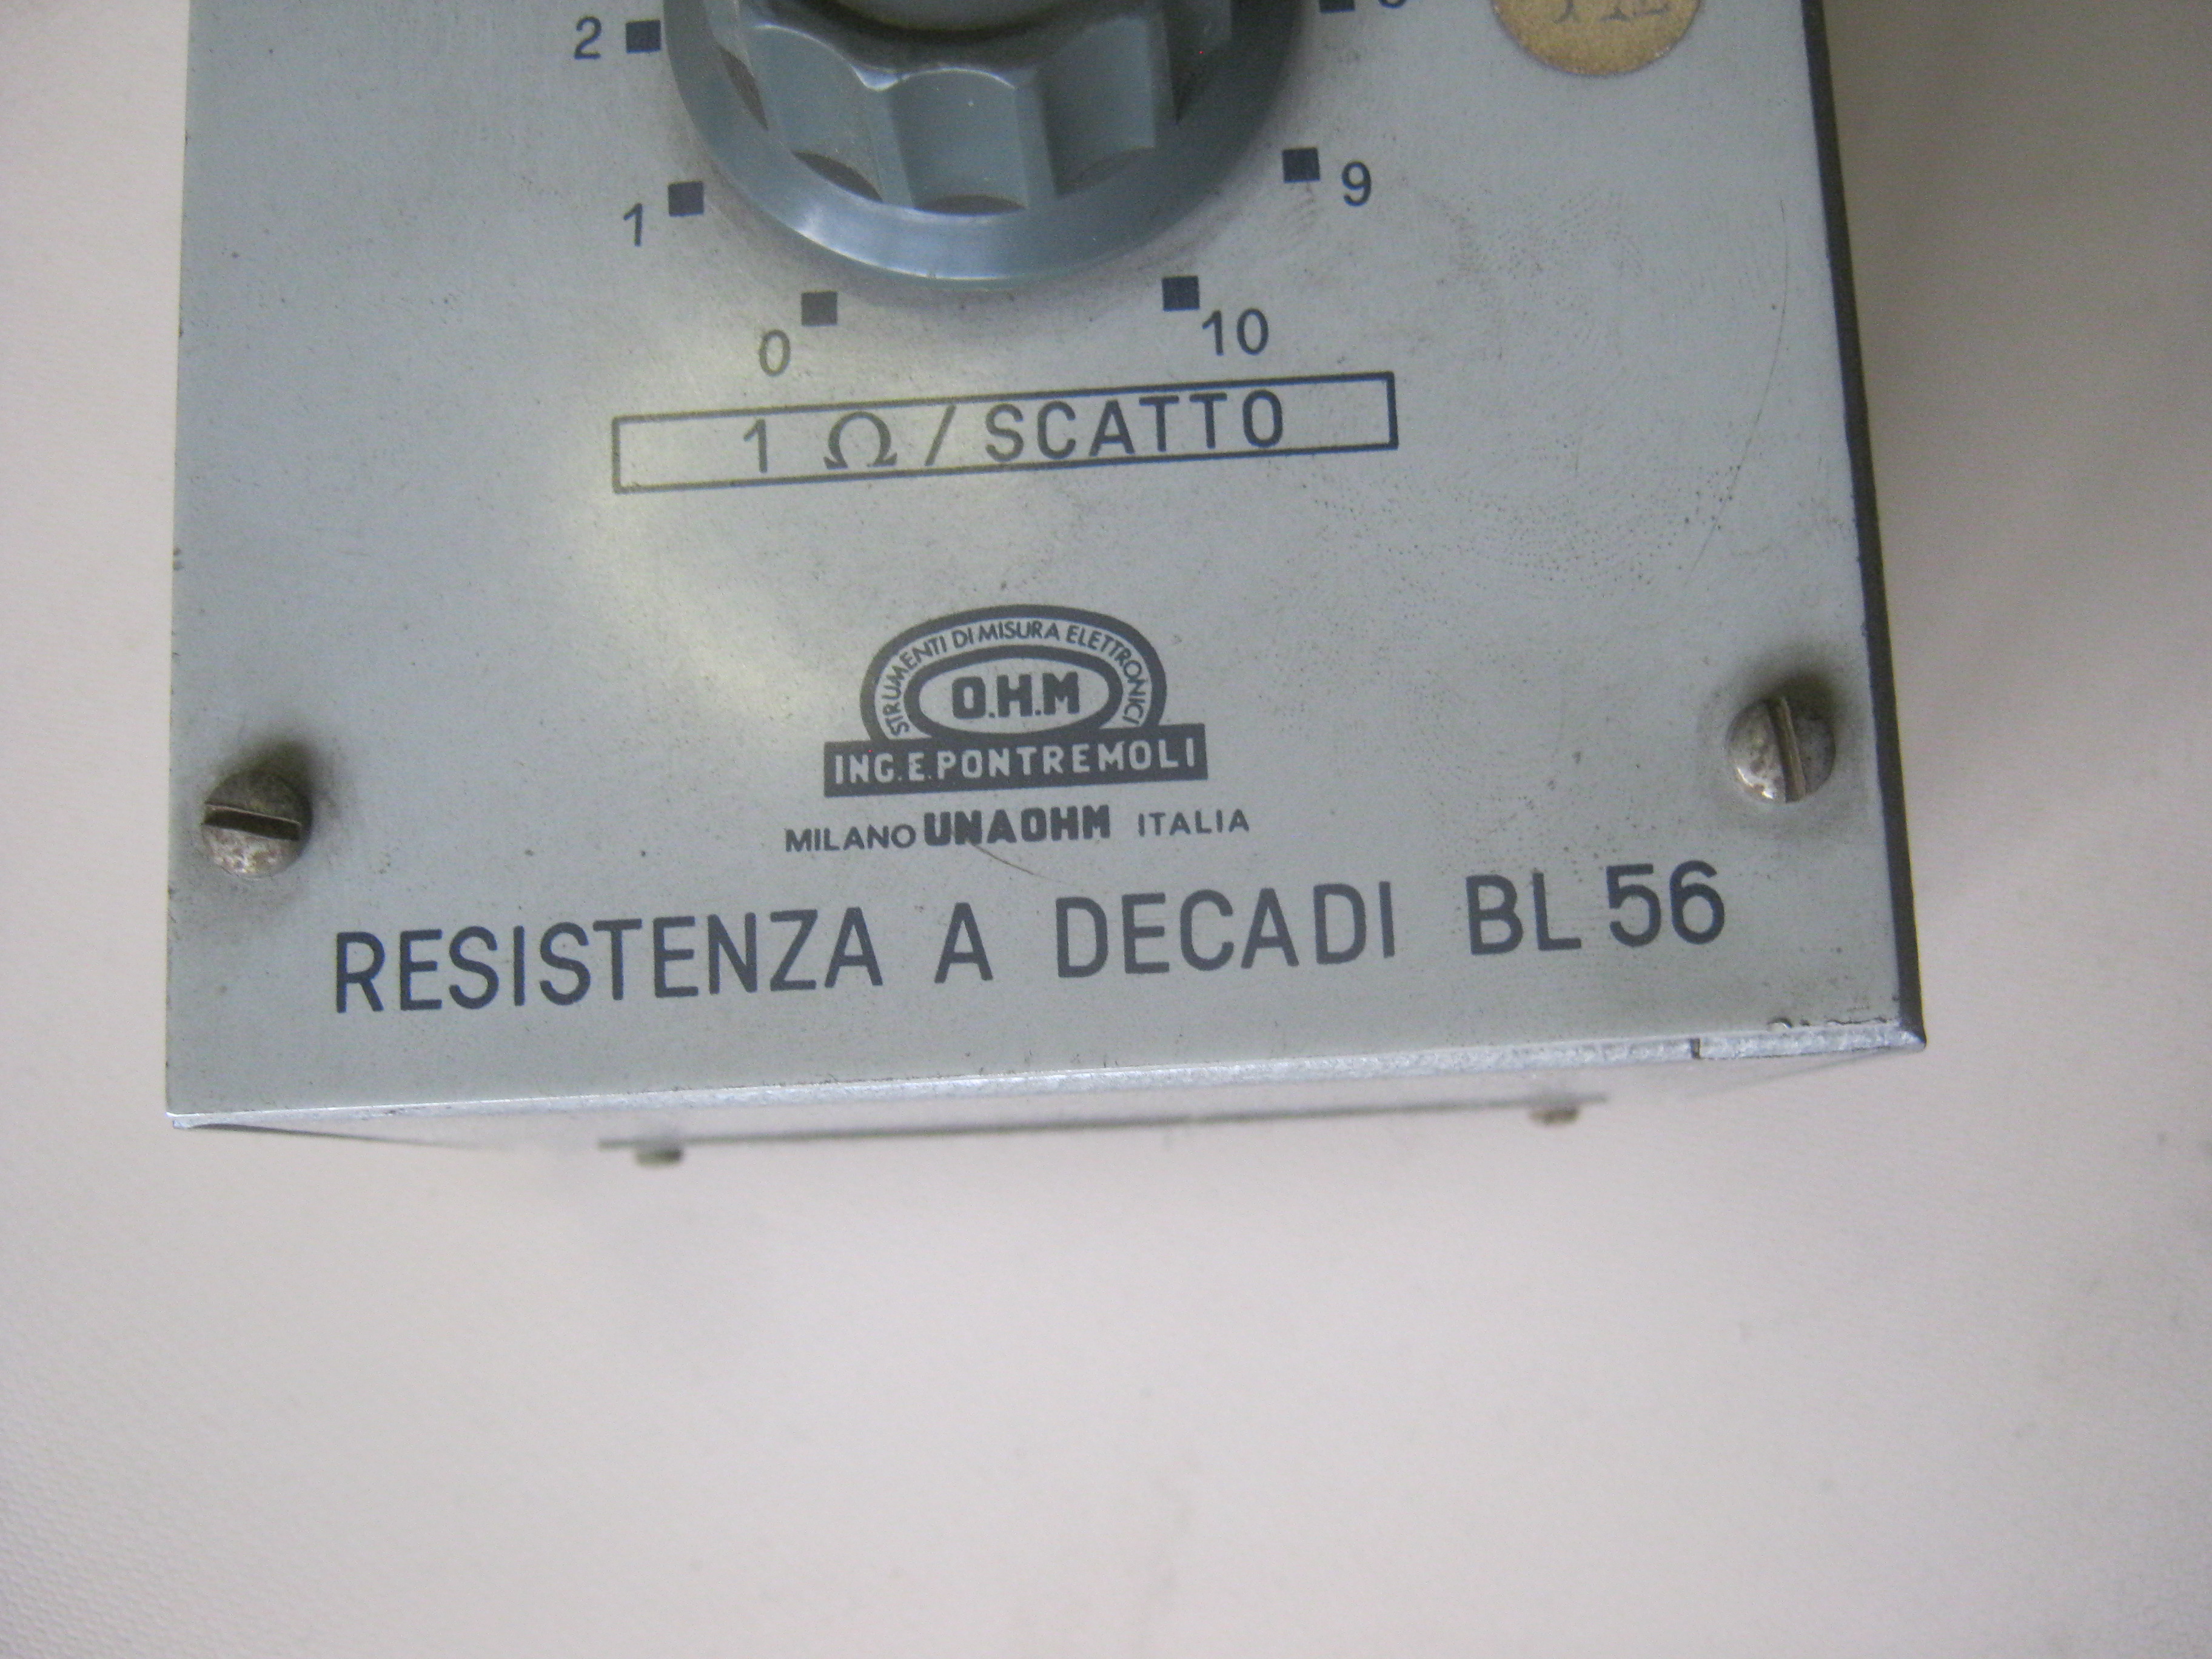 2
1
9
0
10
1 Ω / SCATTO
STRUMENTI DI MISURA ELETTRONICI
O.H.M
ING.E.PONTREMOLI
MILANO UNAOHM ITALIA
RESISTENZA A DECADI BL 56